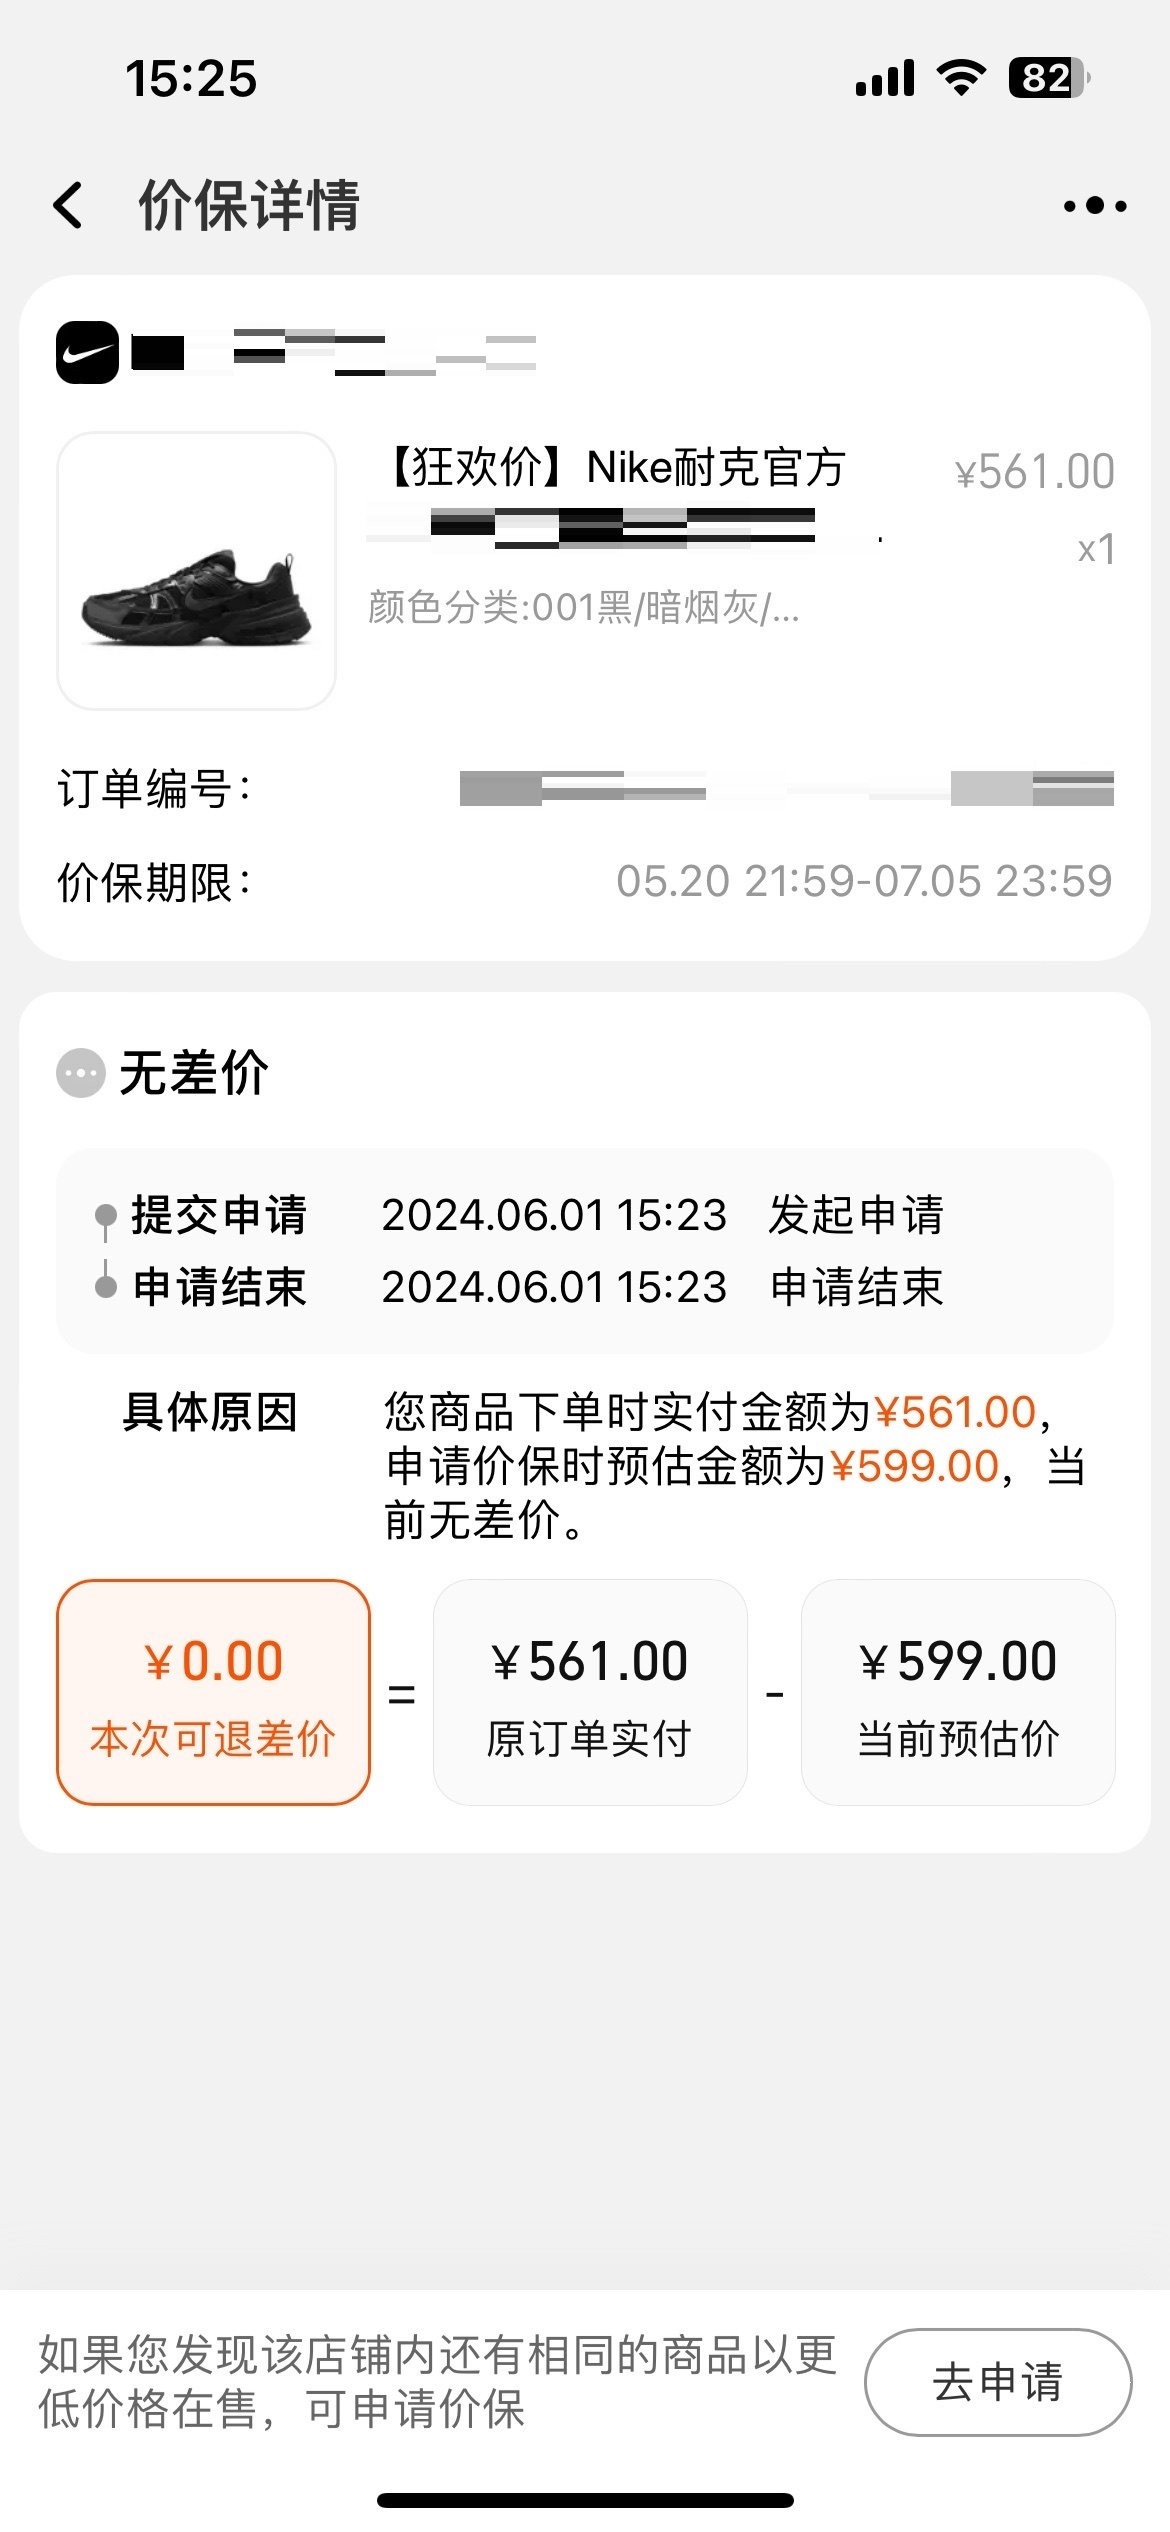 15:25
82
价保详情
【狂欢价】Nike耐克官方
¥561.00
x1
颜色分类:001黑/暗烟灰/...
订单编号：
价保期限：
05.20 21:59-07.05 23:59
无差价
提交申请 2024.06.01 15:23 发起申请
申请结束 2024.06.01 15:23 申请结束
具体原因
您商品下单时实付金额为¥561.00，
申请价保时预估金额为¥599.00，当
前无差价。
¥0.00 = ¥561.00 - ¥599.00
本次可退差价 原订单实付 当前预估价
如果您发现该店铺内还有相同的商品以更
低价格在售，可申请价保
去申请